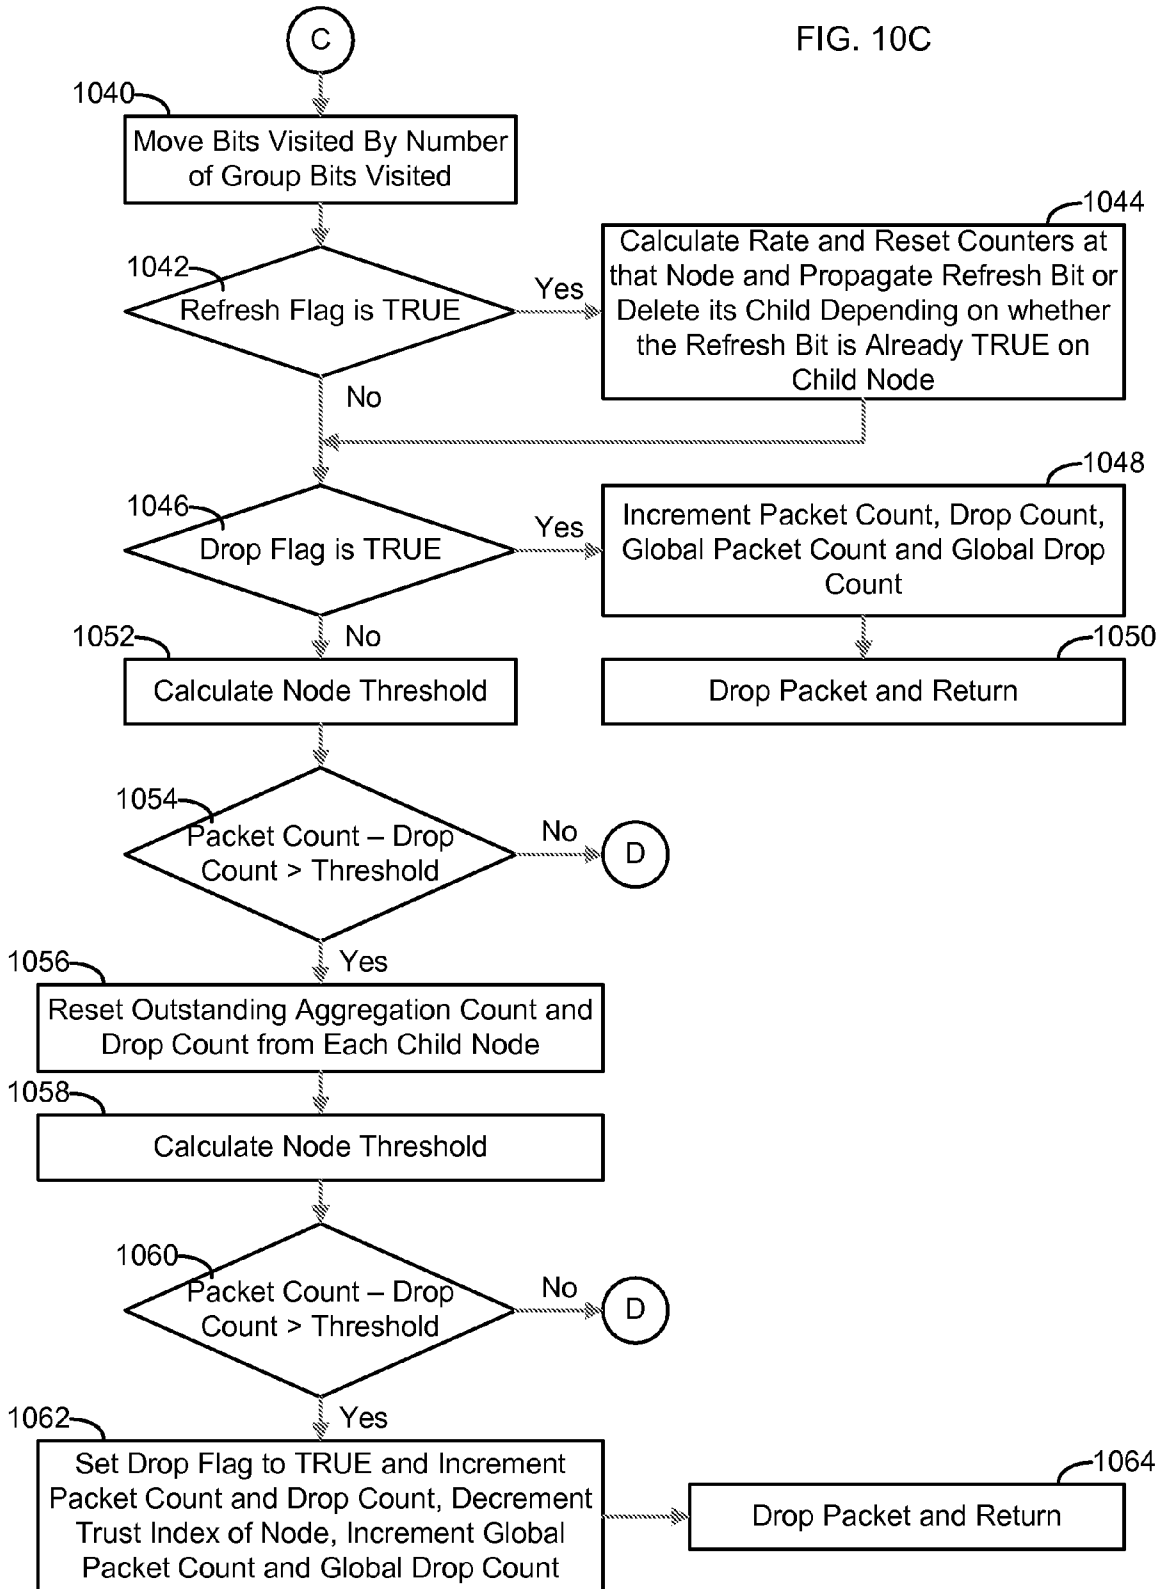 FIG. 10C
C
1040
Move Bits Visited By Number
of Group Bits Visited
1042
Refresh Flag is TRUE
Yes
No
1044
Calculate Rate and Reset Counters at
that Node and Propagate Refresh Bit or
Delete its Child Depending on whether
the Refresh Bit is Already TRUE on
Child Node
1046
Drop Flag is TRUE
Yes
No
1048
Increment Packet Count, Drop Count,
Global Packet Count and Global Drop
Count
1050
Drop Packet and Return
1052
Calculate Node Threshold
1054
Packet Count – Drop
Count > Threshold
No
D
Yes
1056
Reset Outstanding Aggregation Count and
Drop Count from Each Child Node
1058
Calculate Node Threshold
1060
Packet Count – Drop
Count > Threshold
No
D
Yes
1062
Set Drop Flag to TRUE and Increment
Packet Count and Drop Count, Decrement
Trust Index of Node, Increment Global
Packet Count and Global Drop Count
1064
Drop Packet and Return